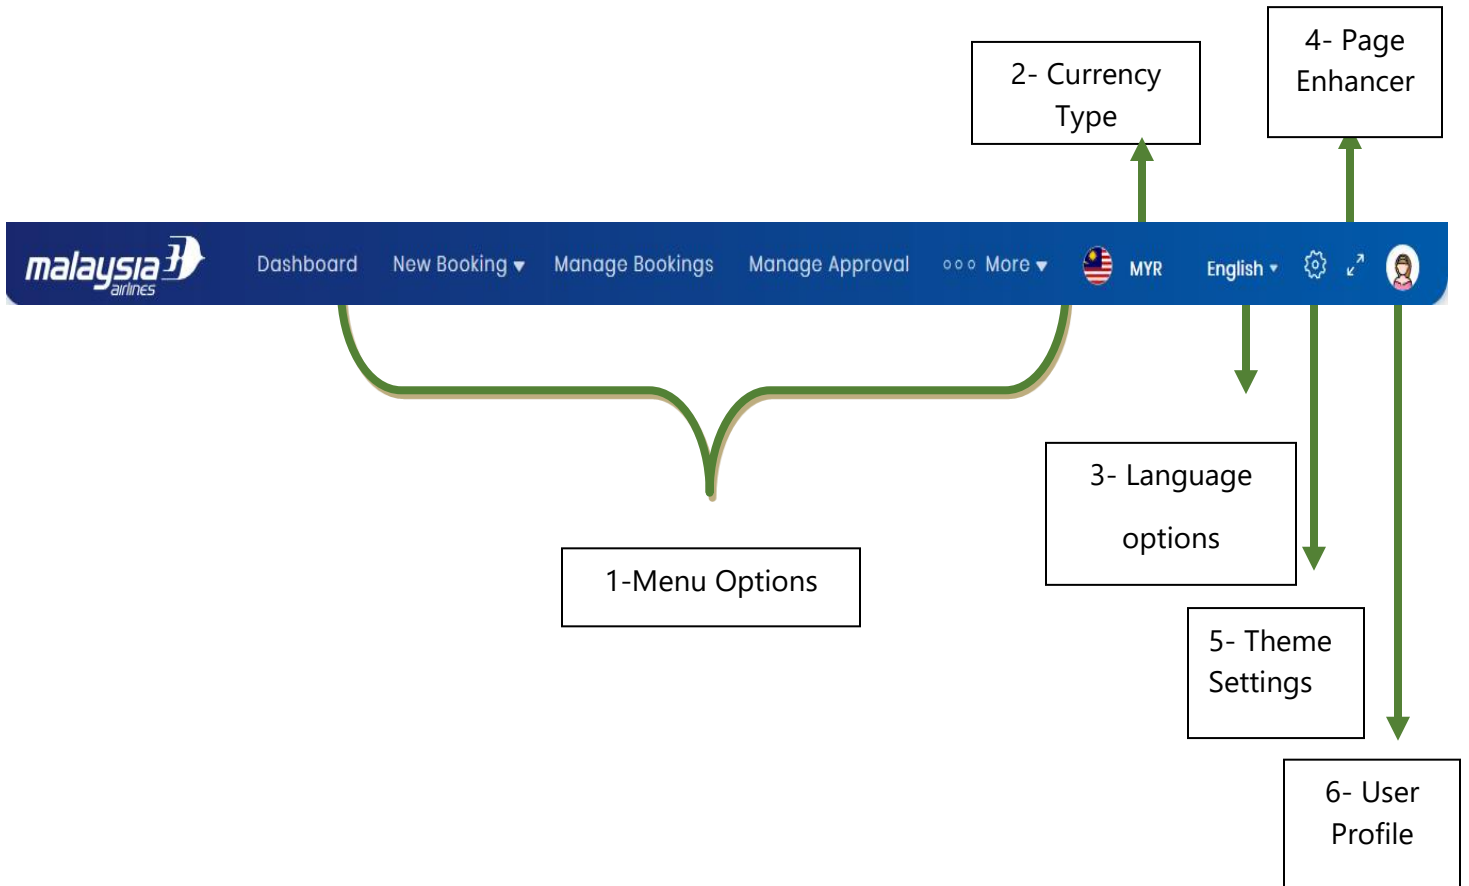 4- Page
Enhancer
2- Currency
Type
malaysia
airlines
Dashboard New Booking ▾ Manage Bookings Manage Approval ○○○ More ▾ MYR English ▾
3- Language
options
1-Menu Options
5- Theme
Settings
6- User
Profile